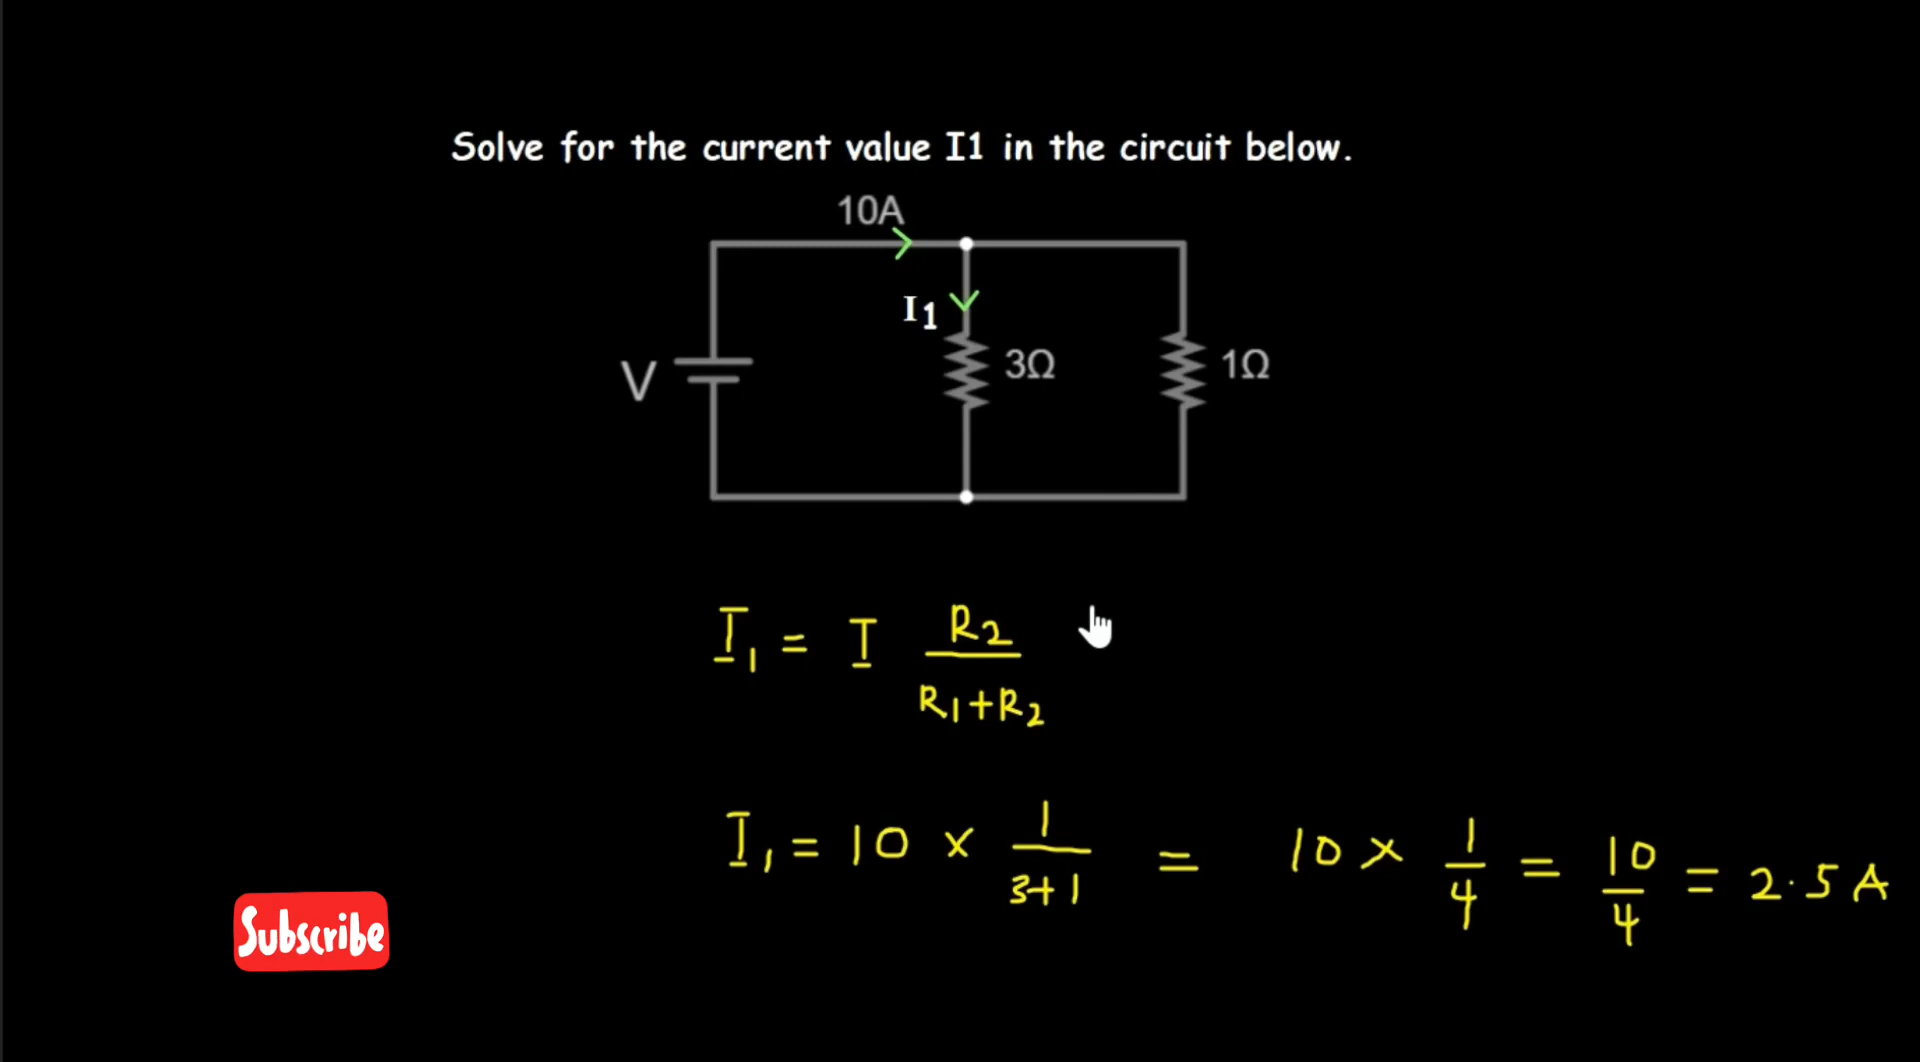 Solve for the current value I1 in the circuit below.
10A
I1
V
3Ω
1Ω
I₁ = I R₂/(R₁+R₂)
I₁ = 10 × 1/(3+1) = 10 × 1/4 = 10/4 = 2.5 A
Subscribe